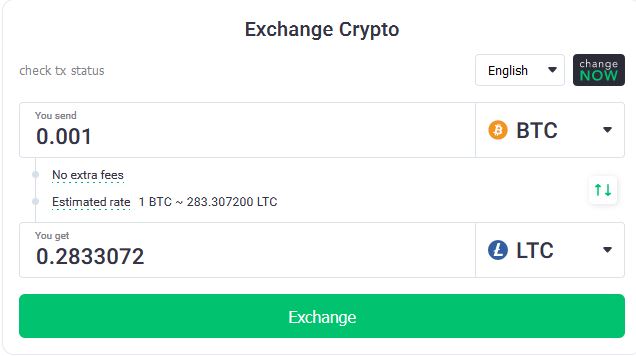 Exchange Crypto
check tx status
English
change
NOW
You send
0.001
BTC
No extra fees
Estimated rate 1 BTC ~ 283.307200 LTC
You get
0.2833072
LTC
Exchange